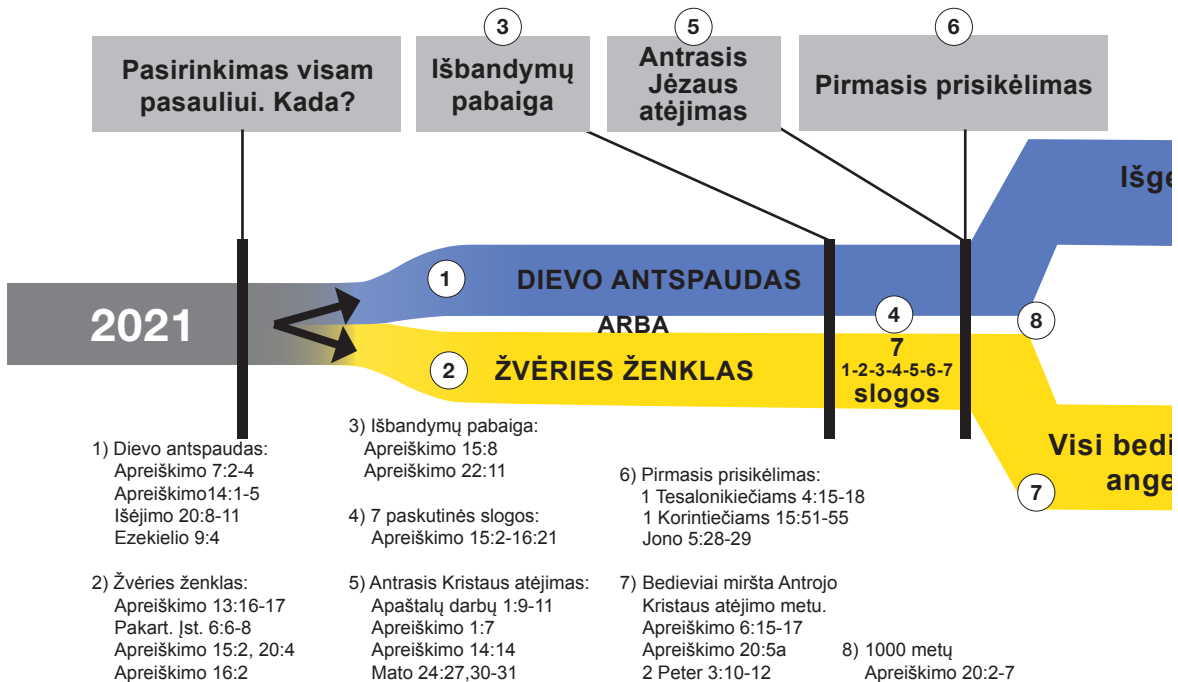 3
5
6
Pasirinkimas visam
pasauliui. Kada?
Išbandymų
pabaiga
Antrasis
Jėzaus
atėjimas
Pirmasis prisikėlimas
Išge
1
DIEVO ANTSPAUDAS
2021
ARBA
4
8
2
ŽVĖRIES ŽENKLAS
7
1-2-3-4-5-6-7
slogos
Visi bedi
ange
7
1) Dievo antspaudas:
Apreiškimo 7:2-4
Apreiškimo14:1-5
Išėjimo 20:8-11
Ezekielio 9:4
2) Žvėries ženklas:
Apreiškimo 13:16-17
Pakart. Įst. 6:6-8
Apreiškimo 15:2, 20:4
Apreiškimo 16:2
3) Išbandymų pabaiga:
Apreiškimo 15:8
Apreiškimo 22:11
4) 7 paskutinės slogos:
Apreiškimo 15:2-16:21
5) Antrasis Kristaus atėjimas:
Apaštalų darbų 1:9-11
Apreiškimo 1:7
Apreiškimo 14:14
Mato 24:27,30-31
6) Pirmasis prisikėlimas:
1 Tesalonikiečiams 4:15-18
1 Korintiečiams 15:51-55
Jono 5:28-29
7) Bedieviai miršta Antrojo
Kristaus atėjimo metu.
Apreiškimo 6:15-17
Apreiškimo 20:5a
2 Peter 3:10-12
8) 1000 metų
Apreiškimo 20:2-7